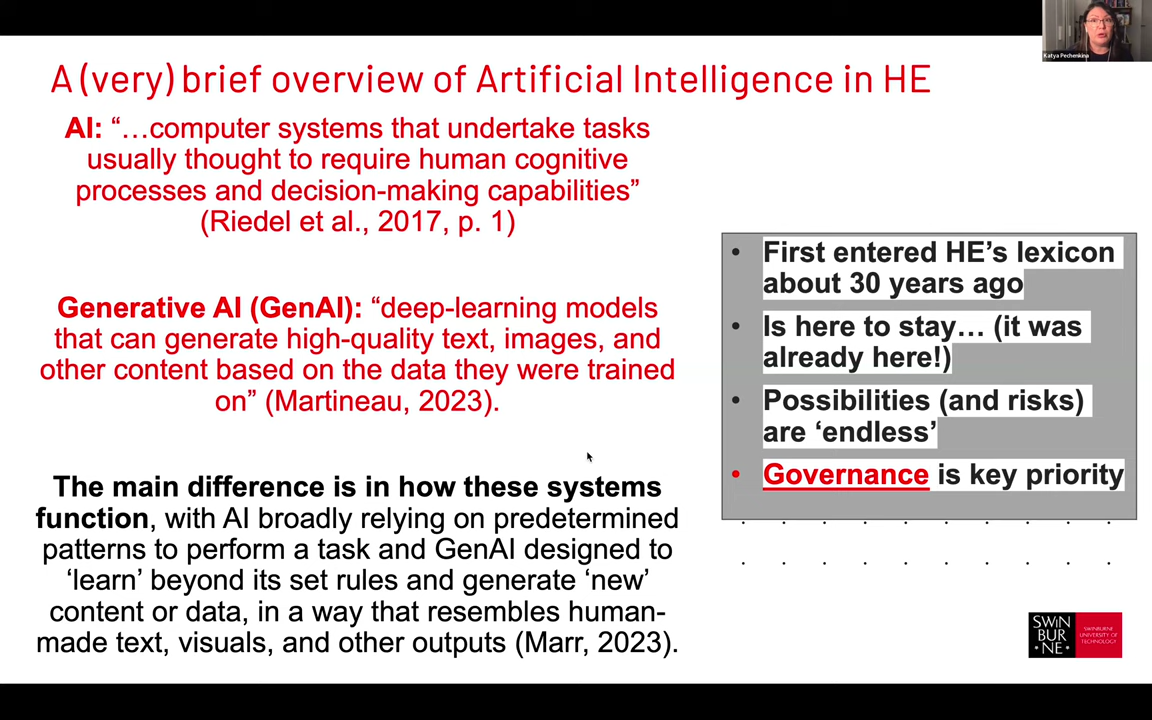 Katya Pechenkina
A (very) brief overview of Artificial Intelligence in HE
AI: “…computer systems that undertake tasks
usually thought to require human cognitive
processes and decision-making capabilities”
(Riedel et al., 2017, p. 1)
Generative AI (GenAI): “deep-learning models
that can generate high-quality text, images, and
other content based on the data they were trained
on” (Martineau, 2023).
The main difference is in how these systems
function, with AI broadly relying on predetermined
patterns to perform a task and GenAI designed to
‘learn’ beyond its set rules and generate ‘new’
content or data, in a way that resembles human-
made text, visuals, and other outputs (Marr, 2023).
• First entered HE’s lexicon
about 30 years ago
• Is here to stay… (it was
already here!)
• Possibilities (and risks)
are ‘endless’
• Governance is key priority
SWIN
BUR
•NE•
SWINBURNE
UNIVERSITY OF
TECHNOLOGY